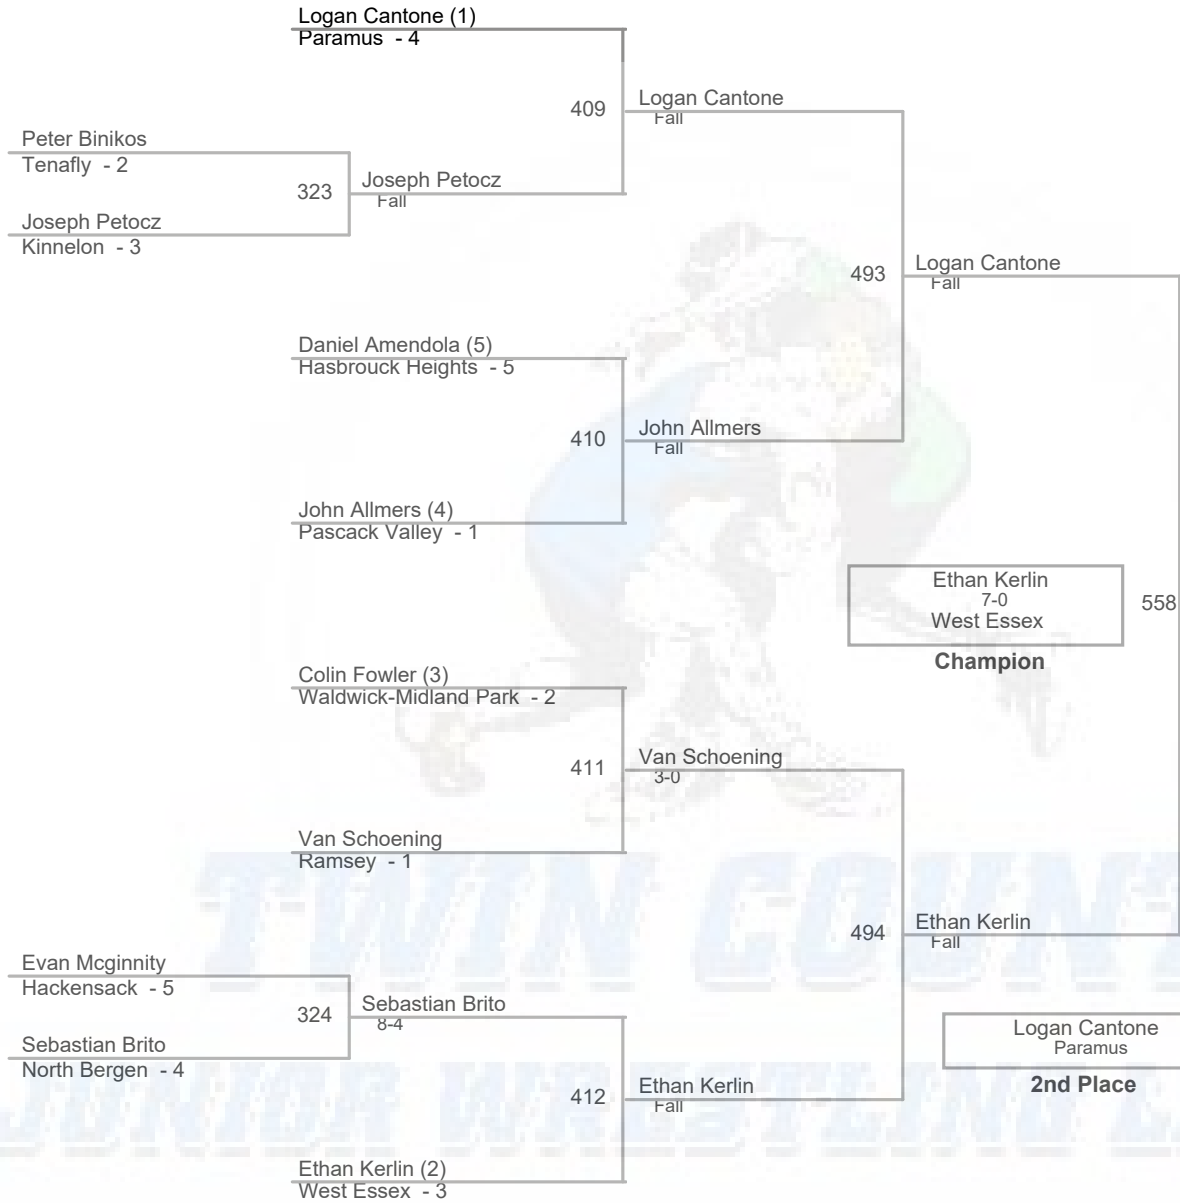 Logan Cantone (1)
Paramus - 4
409
Logan Cantone
Fall
Peter Binikos
Tenafly - 2
323
Joseph Petocz
Fall
Joseph Petocz
Kinnelon - 3
493
Logan Cantone
Fall
Daniel Amendola (5)
Hasbrouck Heights - 5
410
John Allmers
Fall
John Allmers (4)
Pascack Valley - 1
Ethan Kerlin
7-0
West Essex
558
Champion
Colin Fowler (3)
Waldwick-Midland Park - 2
411
Van Schoening
3-0
Van Schoening
Ramsey - 1
TWIN COUNT
494
Ethan Kerlin
Fall
Evan Mcginnity
Hackensack - 5
324
Sebastian Brito
8-4
Sebastian Brito
North Bergen - 4
Logan Cantone
Paramus
2nd Place
412
Ethan Kerlin
Fall
JUNIOR WRESTLING L
Ethan Kerlin (2)
West Essex - 3